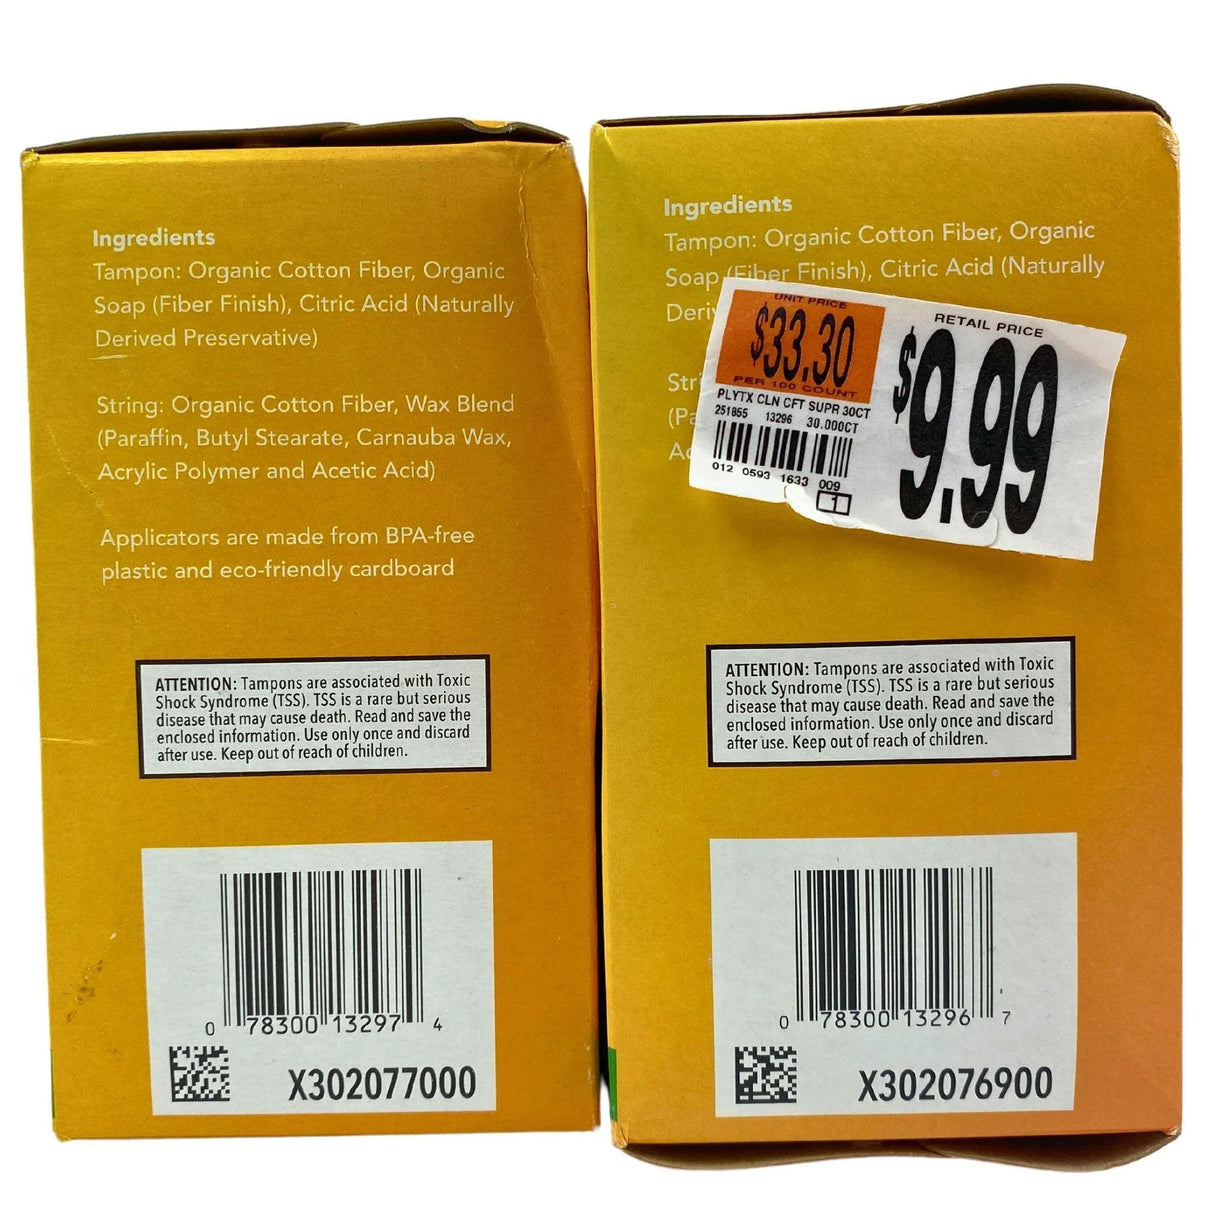 Ingredients
Tampon: Organic Cotton Fiber, Organic
Soap (Fiber Finish), Citric Acid (Naturally
Derived Preservative)
String: Organic Cotton Fiber, Wax Blend
(Paraffin, Butyl Stearate, Carnauba Wax,
Acrylic Polymer and Acetic Acid)
Applicators are made from BPA-free
plastic and eco-friendly cardboard
ATTENTION: Tampons are associated with Toxic
Shock Syndrome (TSS). TSS is a rare but serious
disease that may cause death. Read and save the
enclosed information. Use only once and discard
after use. Keep out of reach of children.
0 78300 13297 4
X302077000
Ingredients
Tampon: Organic Cotton Fiber, Organic
Soap (Fiber Finish), Citric Acid (Naturally
UNIT PRICE
$33.30
PER 100 COUNT
PLYTX CLN CFT SUPR 30CT
251855 13296 30.000CT
012 0593 1633 009
1
RETAIL PRICE
$9.99
ATTENTION: Tampons are associated with Toxic
Shock Syndrome (TSS). TSS is a rare but serious
disease that may cause death. Read and save the
enclosed information. Use only once and discard
after use. Keep out of reach of children.
0 78300 13296 7
X302076900